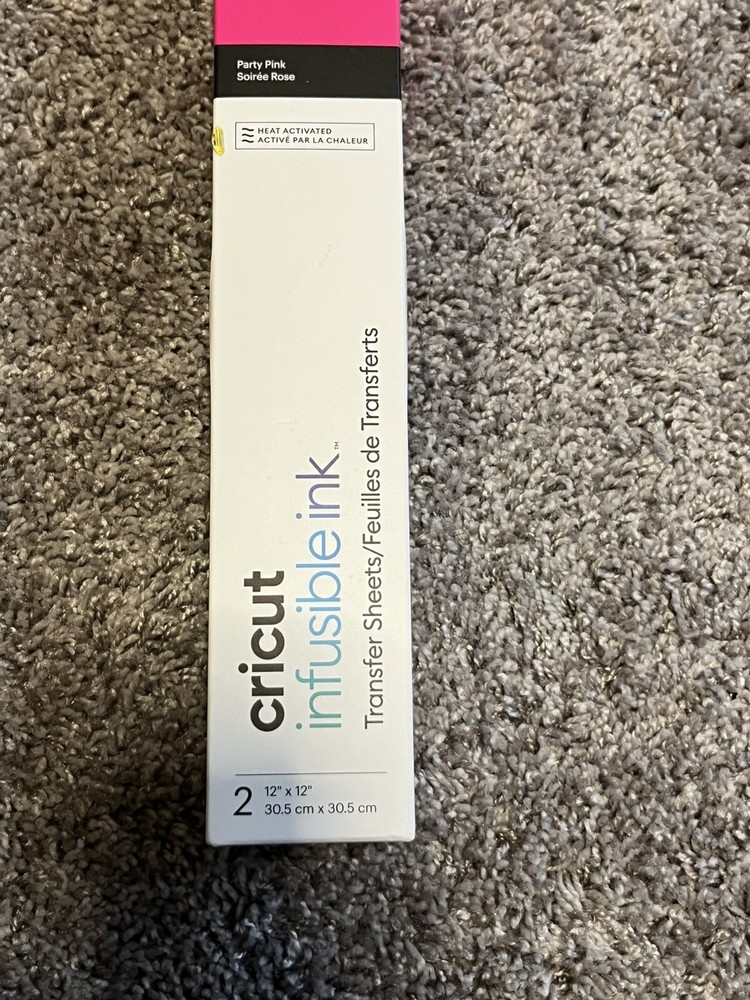 Party Pink
Soirée Rose
HEAT ACTIVATED
ACTIVÉ PAR LA CHALEUR
cricut
infusible ink™
Transfer Sheets/Feuilles de Transferts
2
12" x 12"
30.5 cm x 30.5 cm